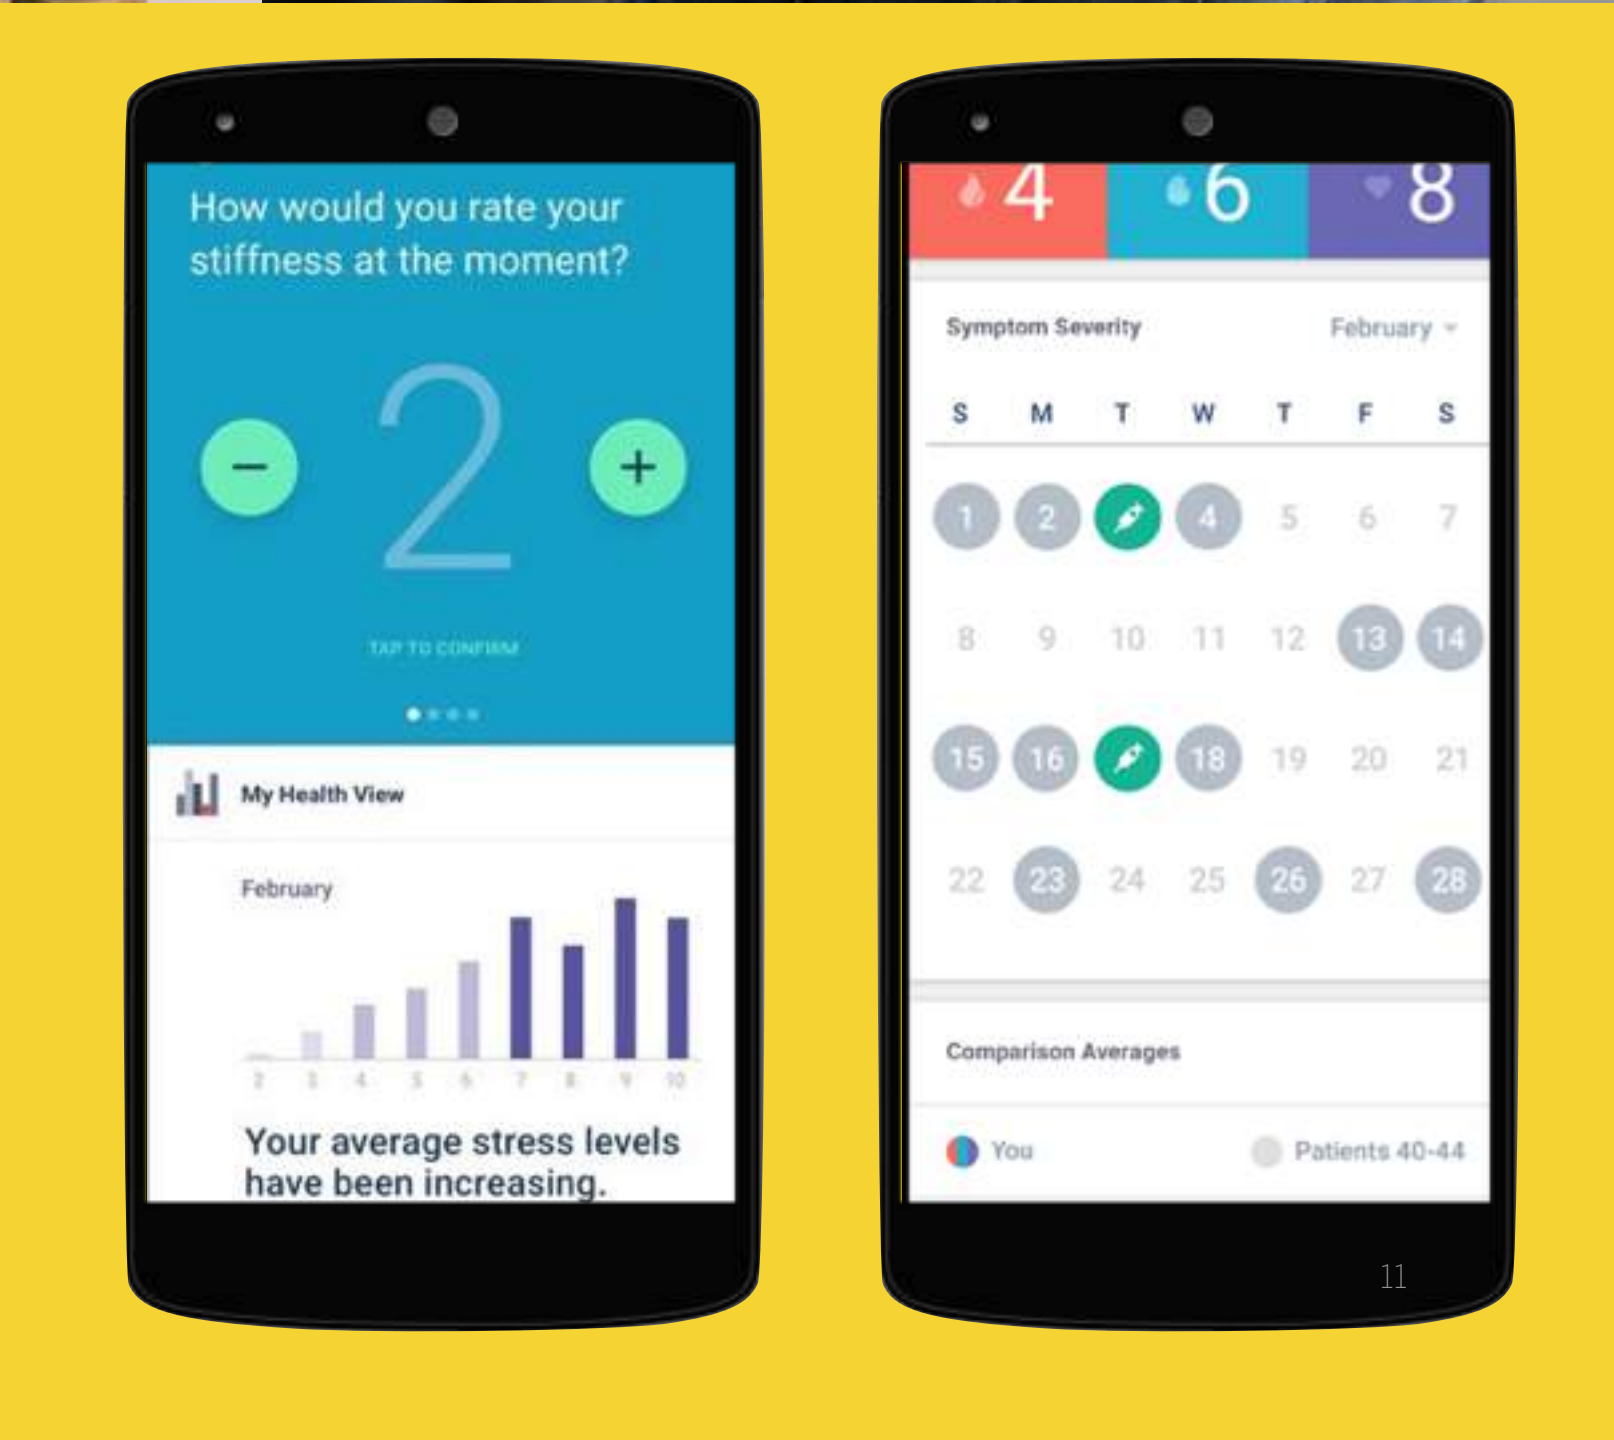 How would you rate your
stiffness at the moment?
2
TAP TO CONFIRM
My Health View
February
2 3 4 5 6 7 8 9 10
Your average stress levels
have been increasing.
4 6 8
Symptom Severity February
S M T W T F S
1 2 4 5 6 7
8 9 10 11 12 13 14
15 16 18 19 20 21
22 23 24 25 26 27 28
Comparison Averages
You Patients 40-44
11